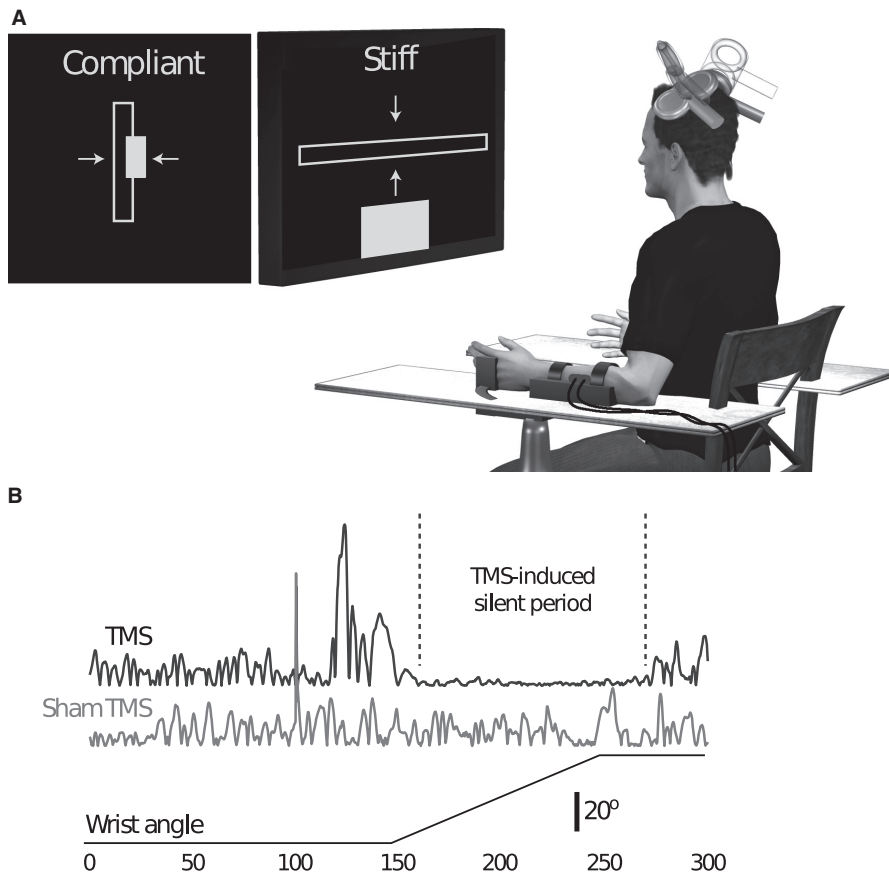 A
Compliant
Stiff
B
TMS-induced
silent period
TMS
Sham TMS
20°
Wrist angle
0 50 100 150 200 250 300